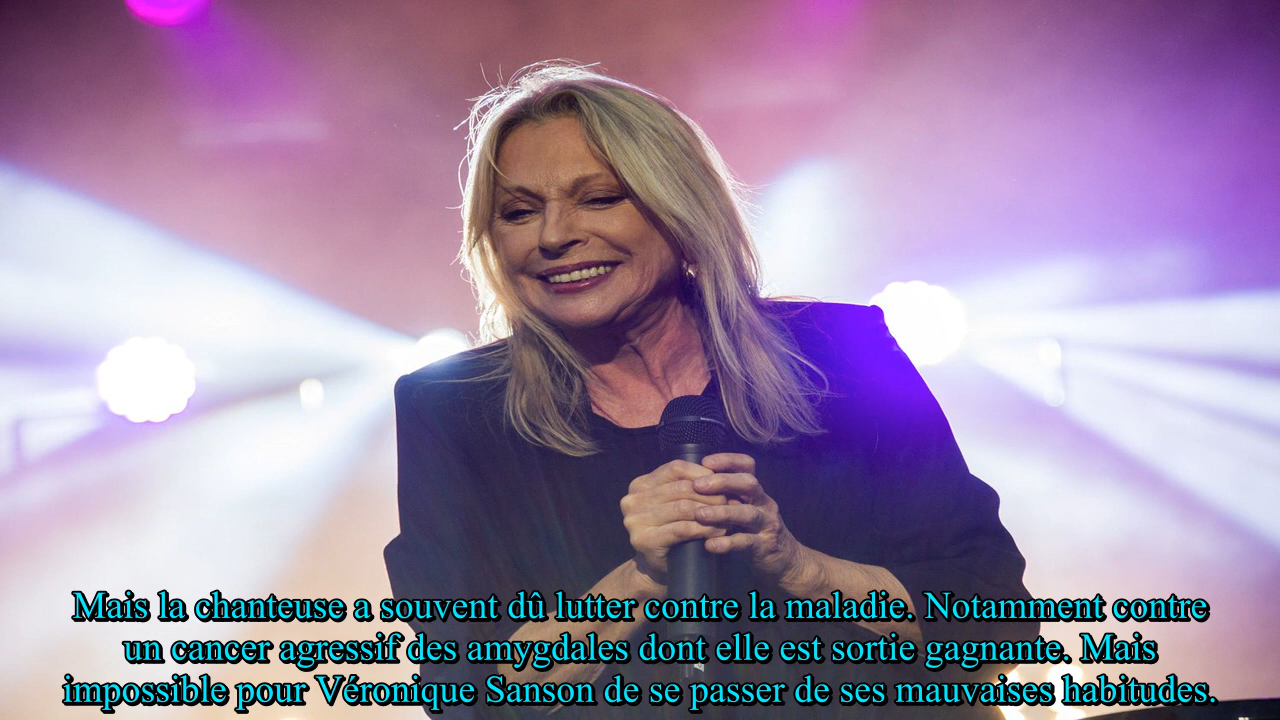 Mais la chanteuse a souvent dû lutter contre la maladie. Notamment contre
un cancer agressif des amygdales dont elle est sortie gagnante. Mais
impossible pour Véronique Sanson de se passer de ses mauvaises habitudes.